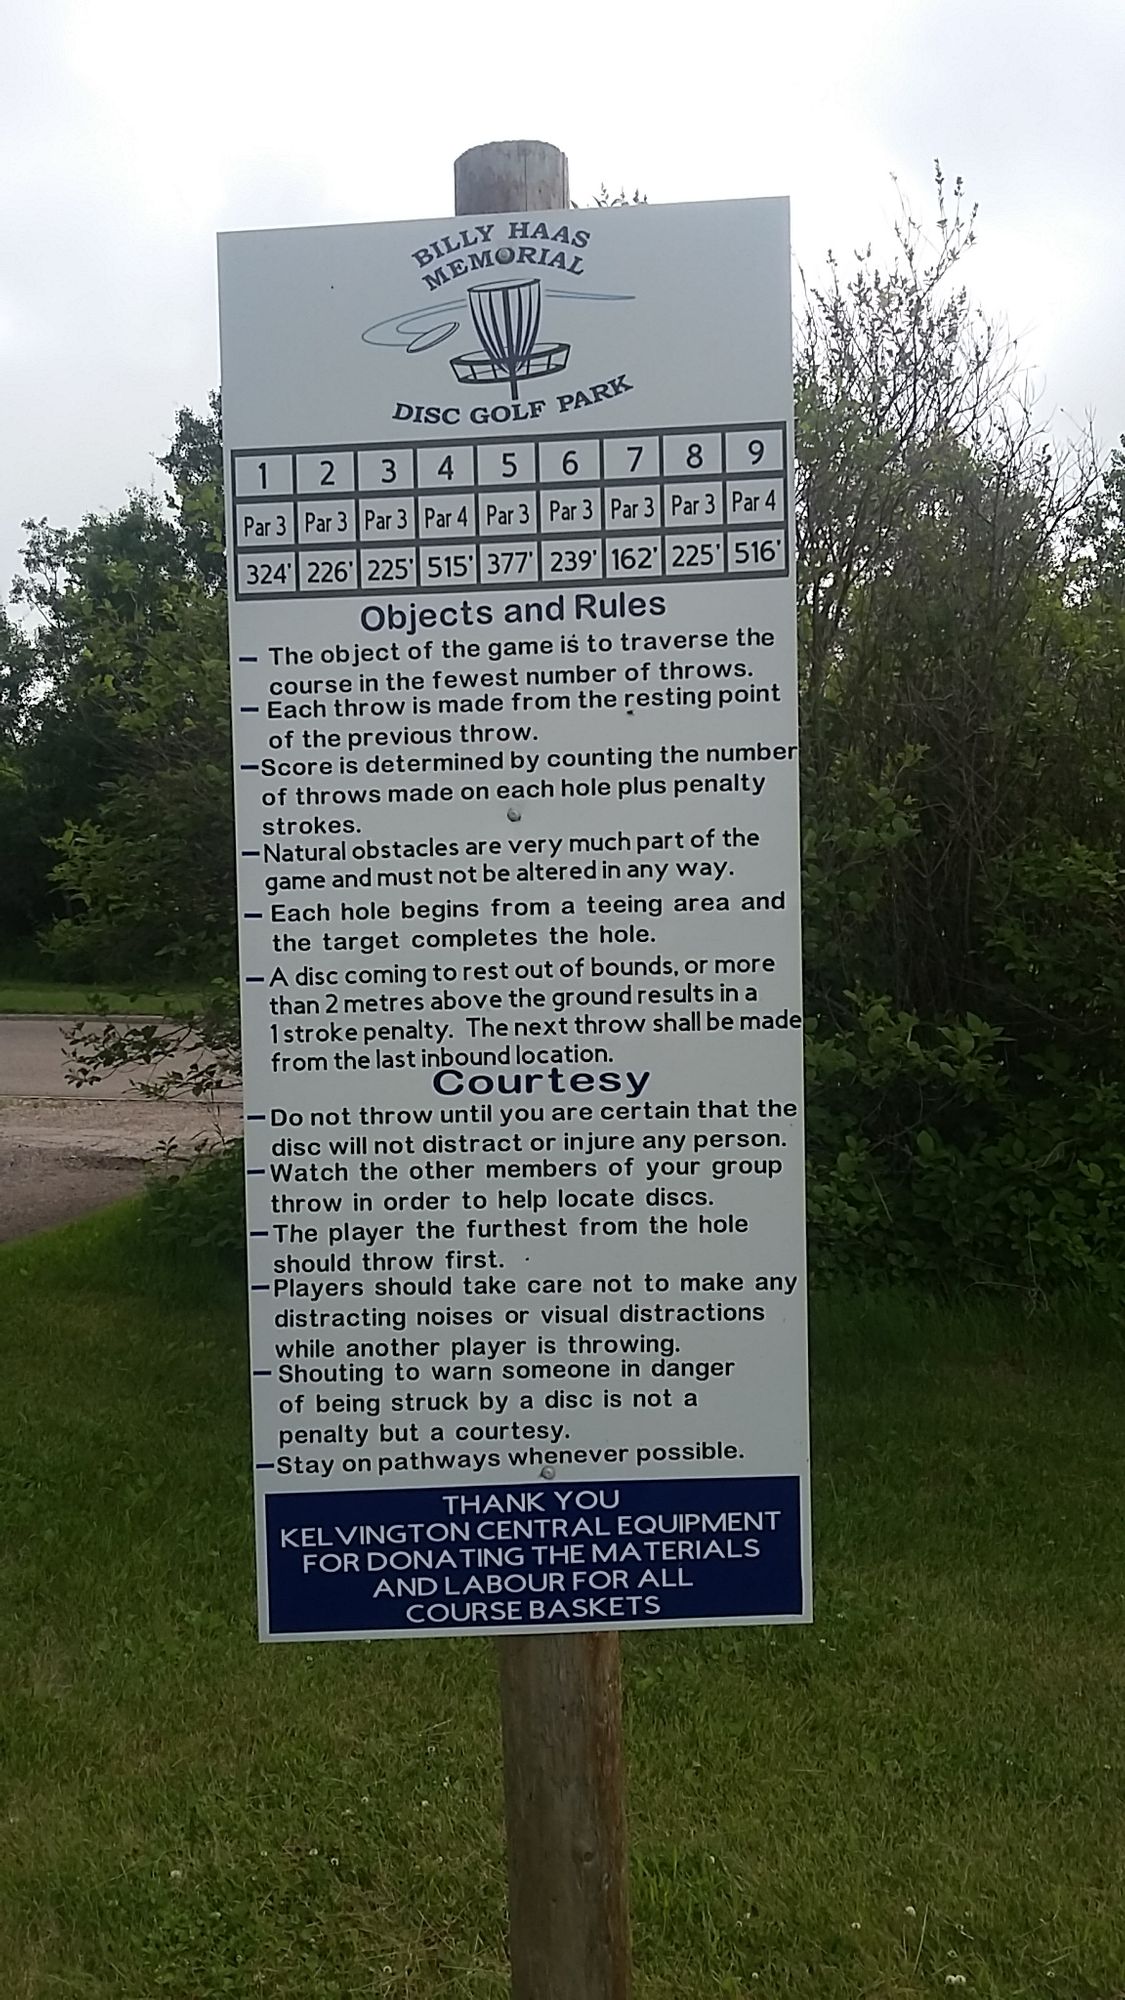 BILLY HAAS
MEMORIAL
DISC GOLF PARK
1 2 3 4 5 6 7 8 9
Par 3 Par 3 Par 3 Par 4 Par 3 Par 3 Par 3 Par 3 Par 4
324' 226' 225' 515' 377' 239' 162' 225' 516'
Objects and Rules
– The object of the game is to traverse the
course in the fewest number of throws.
– Each throw is made from the resting point
of the previous throw.
–Score is determined by counting the number
of throws made on each hole plus penalty
strokes.
–Natural obstacles are very much part of the
game and must not be altered in any way.
– Each hole begins from a teeing area and
the target completes the hole.
–A disc coming to rest out of bounds, or more
than 2 metres above the ground results in a
1 stroke penalty. The next throw shall be made
from the last inbound location.
Courtesy
–Do not throw until you are certain that the
disc will not distract or injure any person.
–Watch the other members of your group
throw in order to help locate discs.
–The player the furthest from the hole
should throw first.
–Players should take care not to make any
distracting noises or visual distractions
while another player is throwing.
–Shouting to warn someone in danger
of being struck by a disc is not a
penalty but a courtesy.
–Stay on pathways whenever possible.
THANK YOU
KELVINGTON CENTRAL EQUIPMENT
FOR DONATING THE MATERIALS
AND LABOUR FOR ALL
COURSE BASKETS